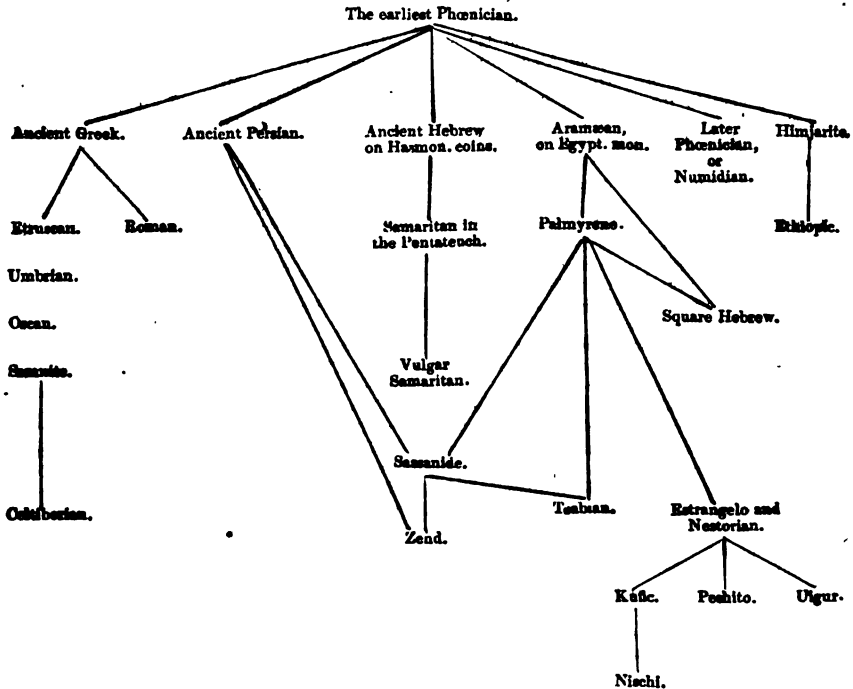 The earliest Phœnician.
Ancient Greek.
Ancient Persian.
Ancient Hebrew
on Hasmon. coins.
Aramæan,
on Egypt. mon.
Later
Phœnician,
or
Numidian.
Himjarite.
Etruscan.
Roman.
Samaritan in
the Pentateuch.
Palmyrene.
Ethiopic.
Umbrian.
Oscan.
Square Hebrew.
Samnite.
Vulgar
Samaritan.
Sassanide.
Celtiberian.
Zend.
Tsabian.
Estrangelo and
Nestorian.
Kufic.
Peshito.
Uigur.
Nischi.